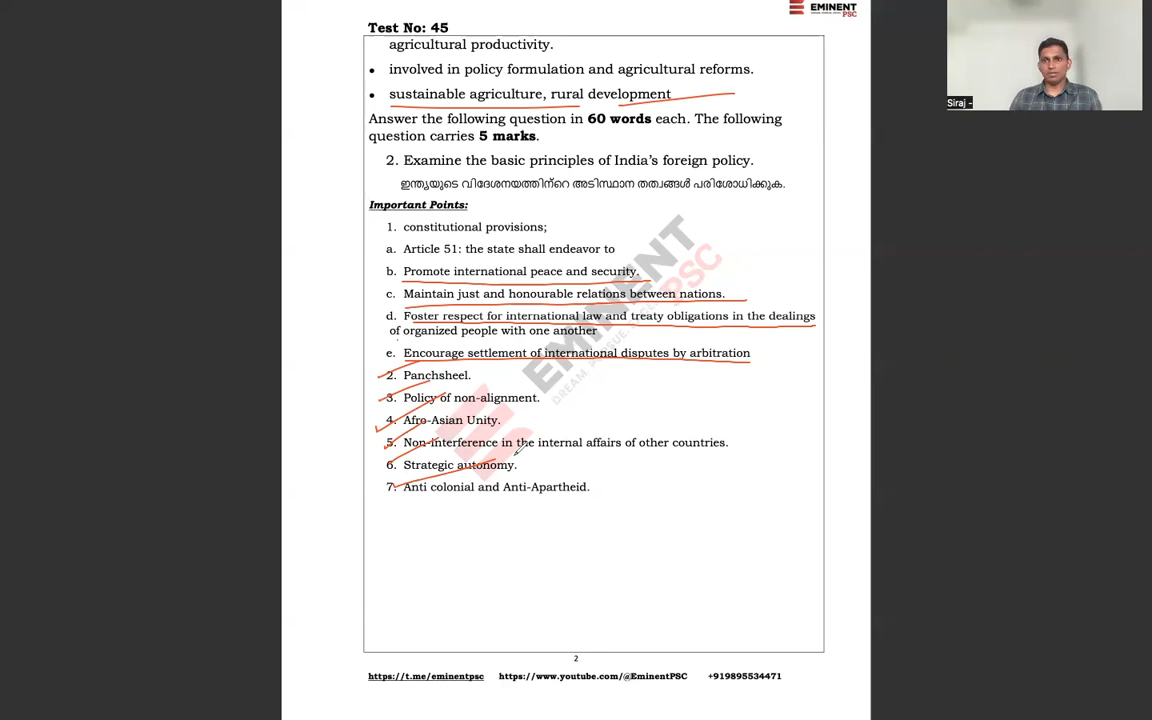 EMINENT
PSC
Test No: 45
agricultural productivity.
• involved in policy formulation and agricultural reforms.
• sustainable agriculture, rural development
Answer the following question in 60 words each. The following
question carries 5 marks.
2. Examine the basic principles of India's foreign policy.
ഇന്ത്യയുടെ വിദേശനയത്തിൻ്റെ അടിസ്ഥാന തത്വങ്ങൾ പരിശോധിക്കുക.
Important Points:
1. constitutional provisions;
a. Article 51: the state shall endeavor to
b. Promote international peace and security.
c. Maintain just and honourable relations between nations.
d. Foster respect for international law and treaty obligations in the dealings
of organized people with one another
e. Encourage settlement of international disputes by arbitration
2. Panchsheel.
3. Policy of non-alignment.
4. Afro-Asian Unity.
5. Non-interference in the internal affairs of other countries.
6. Strategic autonomy.
7. Anti colonial and Anti-Apartheid.
EMINENT
PSC
2
https://t.me/eminentpsc https://www.youtube.com/@EminentPSC +919895534471
Siraj -